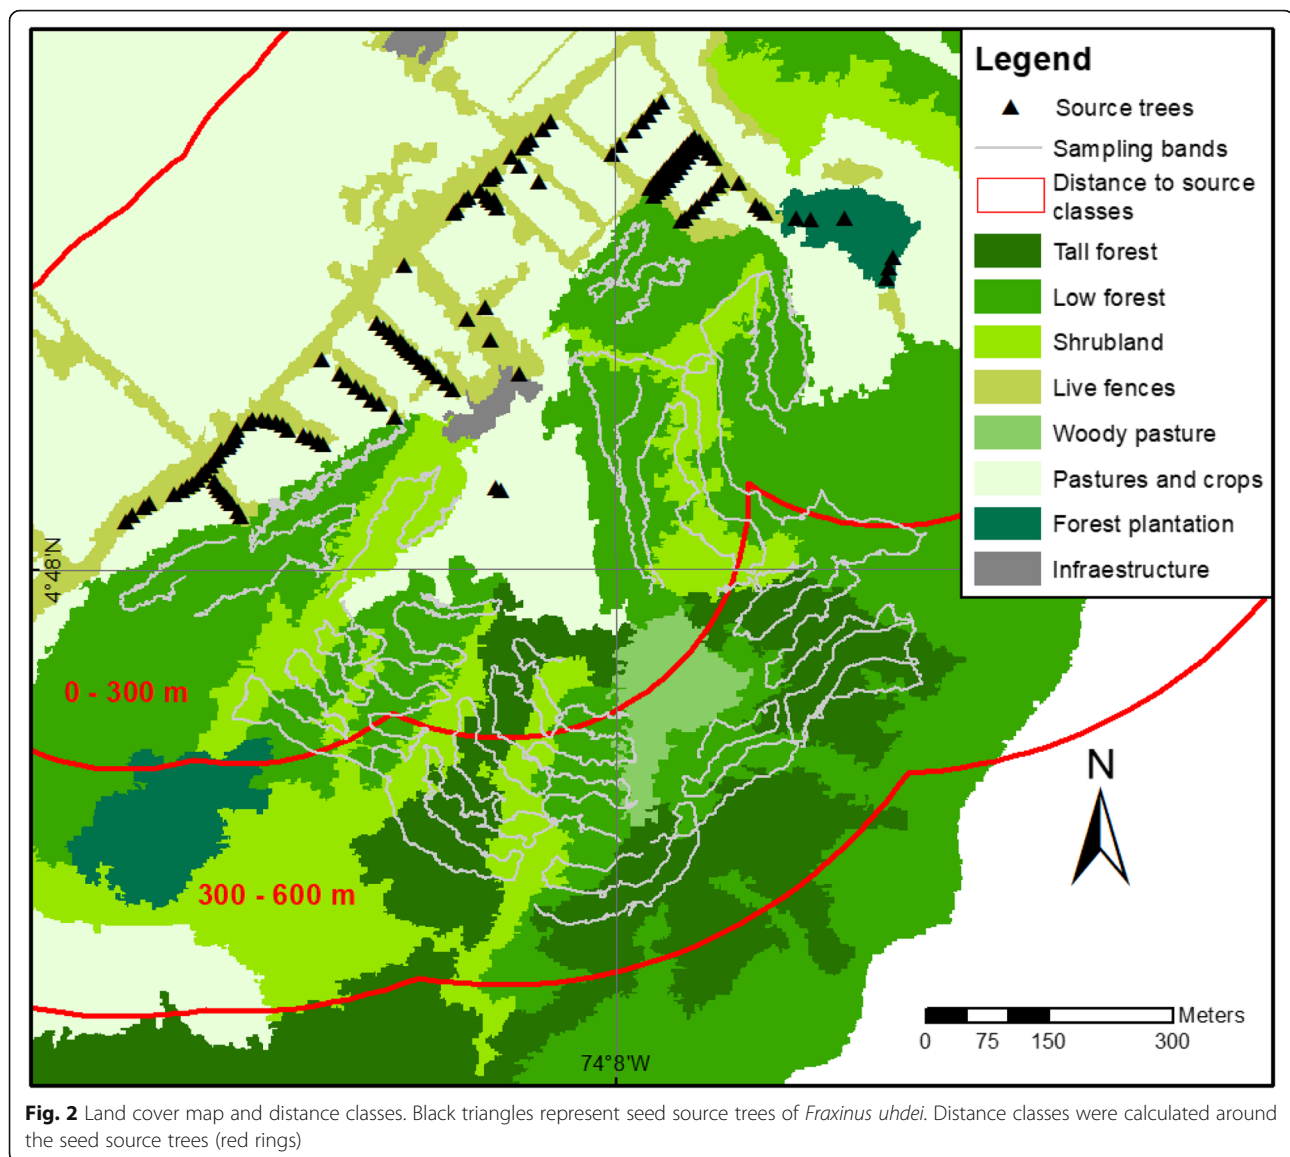 Legend
Source trees
Sampling bands
Distance to source
classes
Tall forest
Low forest
Shrubland
Live fences
Woody pasture
Pastures and crops
Forest plantation
Infraestructure
4°48'N
0 - 300 m
300 - 600 m
N
Meters
0 75 150 300
74°8'W
Fig. 2 Land cover map and distance classes. Black triangles represent seed source trees of Fraxinus uhdei. Distance classes were calculated around
the seed source trees (red rings)